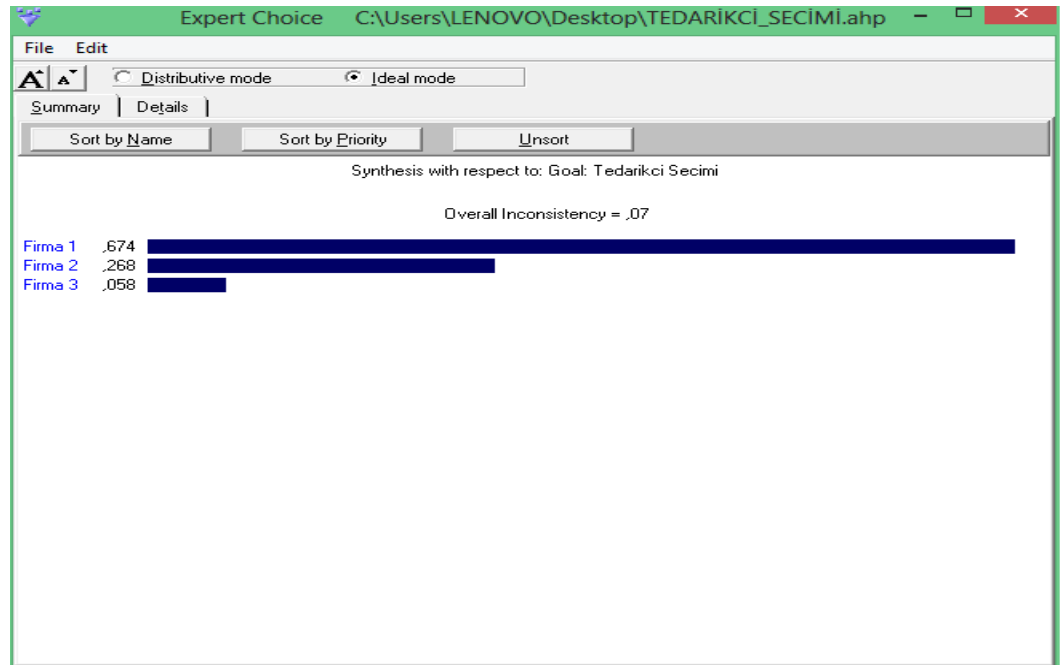 Expert Choice C:\Users\LENOVO\Desktop\TEDARİKCİ_SECİMİ.ahp
File Edit
A A Distributive mode Ideal mode
Summary Details
Sort by Name Sort by Priority Unsort
Synthesis with respect to: Goal: Tedarikci Secimi
Overall Inconsistency = ,07
Firma 1 ,674
Firma 2 ,268
Firma 3 ,058